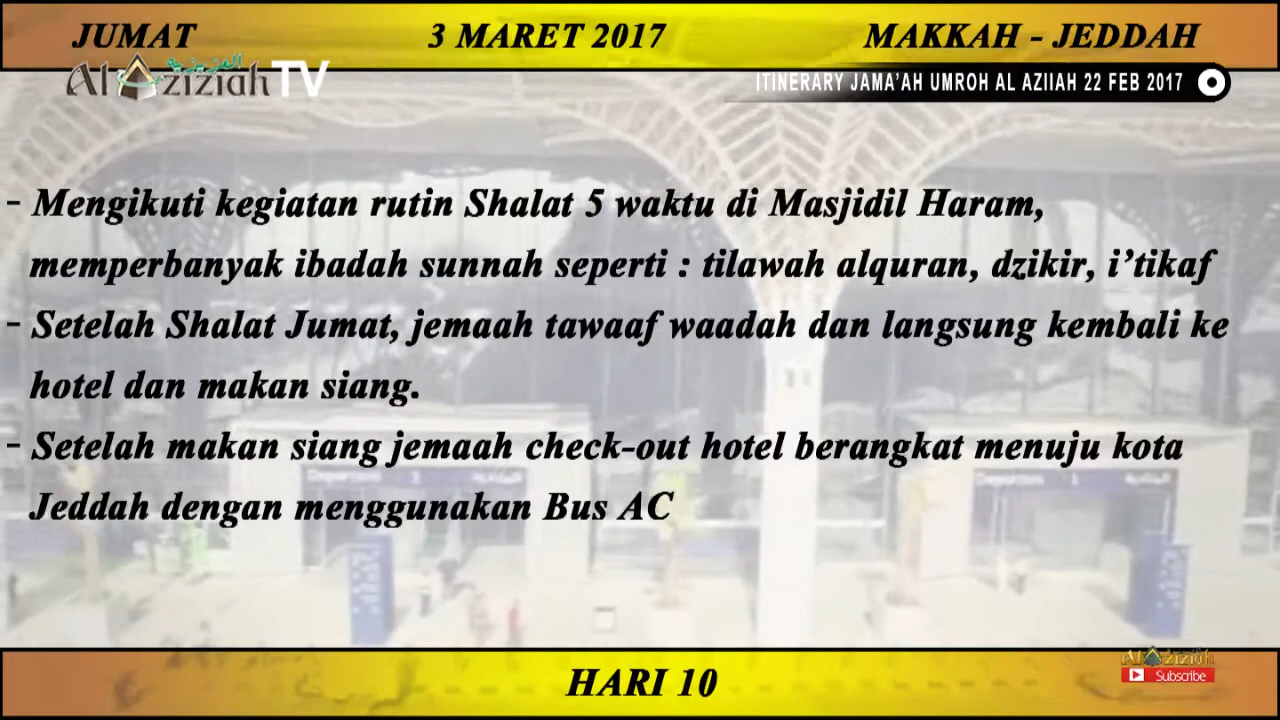 JUMAT 3 MARET 2017 MAKKAH - JEDDAH
Al Aziziah TV
العزيزية
ITINERARY JAMA'AH UMROH AL AZIIAH 22 FEB 2017
- Mengikuti kegiatan rutin Shalat 5 waktu di Masjidil Haram,
memperbanyak ibadah sunnah seperti : tilawah alquran, dzikir, i'tikaf
- Setelah Shalat Jumat, jemaah tawaaf waadah dan langsung kembali ke
hotel dan makan siang.
- Setelah makan siang jemaah check-out hotel berangkat menuju kota
Jeddah dengan menggunakan Bus AC
HARI 10
Al Aziziah
Subscribe